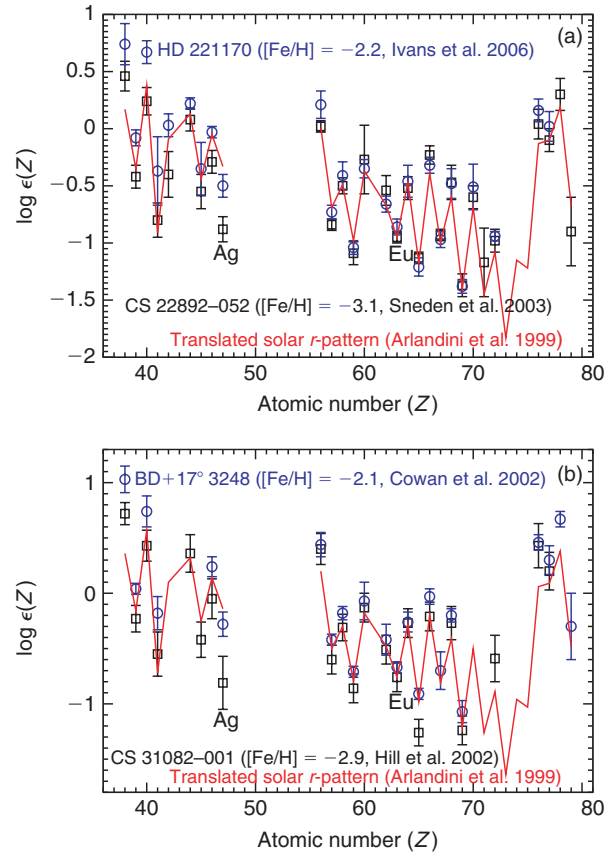 (a)
HD 221170 ([Fe/H] = −2.2, Ivans et al. 2006)
1
0.5
0
−0.5
−1
−1.5
−2
log ϵ(Z)
Ag
Eu
CS 22892–052 ([Fe/H] = −3.1, Sneden et al. 2003)
Translated solar r-pattern (Arlandini et al. 1999)
40 50 60 70 80
Atomic number (Z)
(b)
BD+17° 3248 ([Fe/H] = −2.1, Cowan et al. 2002)
1
0
−1
log ϵ(Z)
Ag
Eu
CS 31082–001 ([Fe/H] = −2.9, Hill et al. 2002)
Translated solar r-pattern (Arlandini et al. 1999)
40 50 60 70 80
Atomic number (Z)